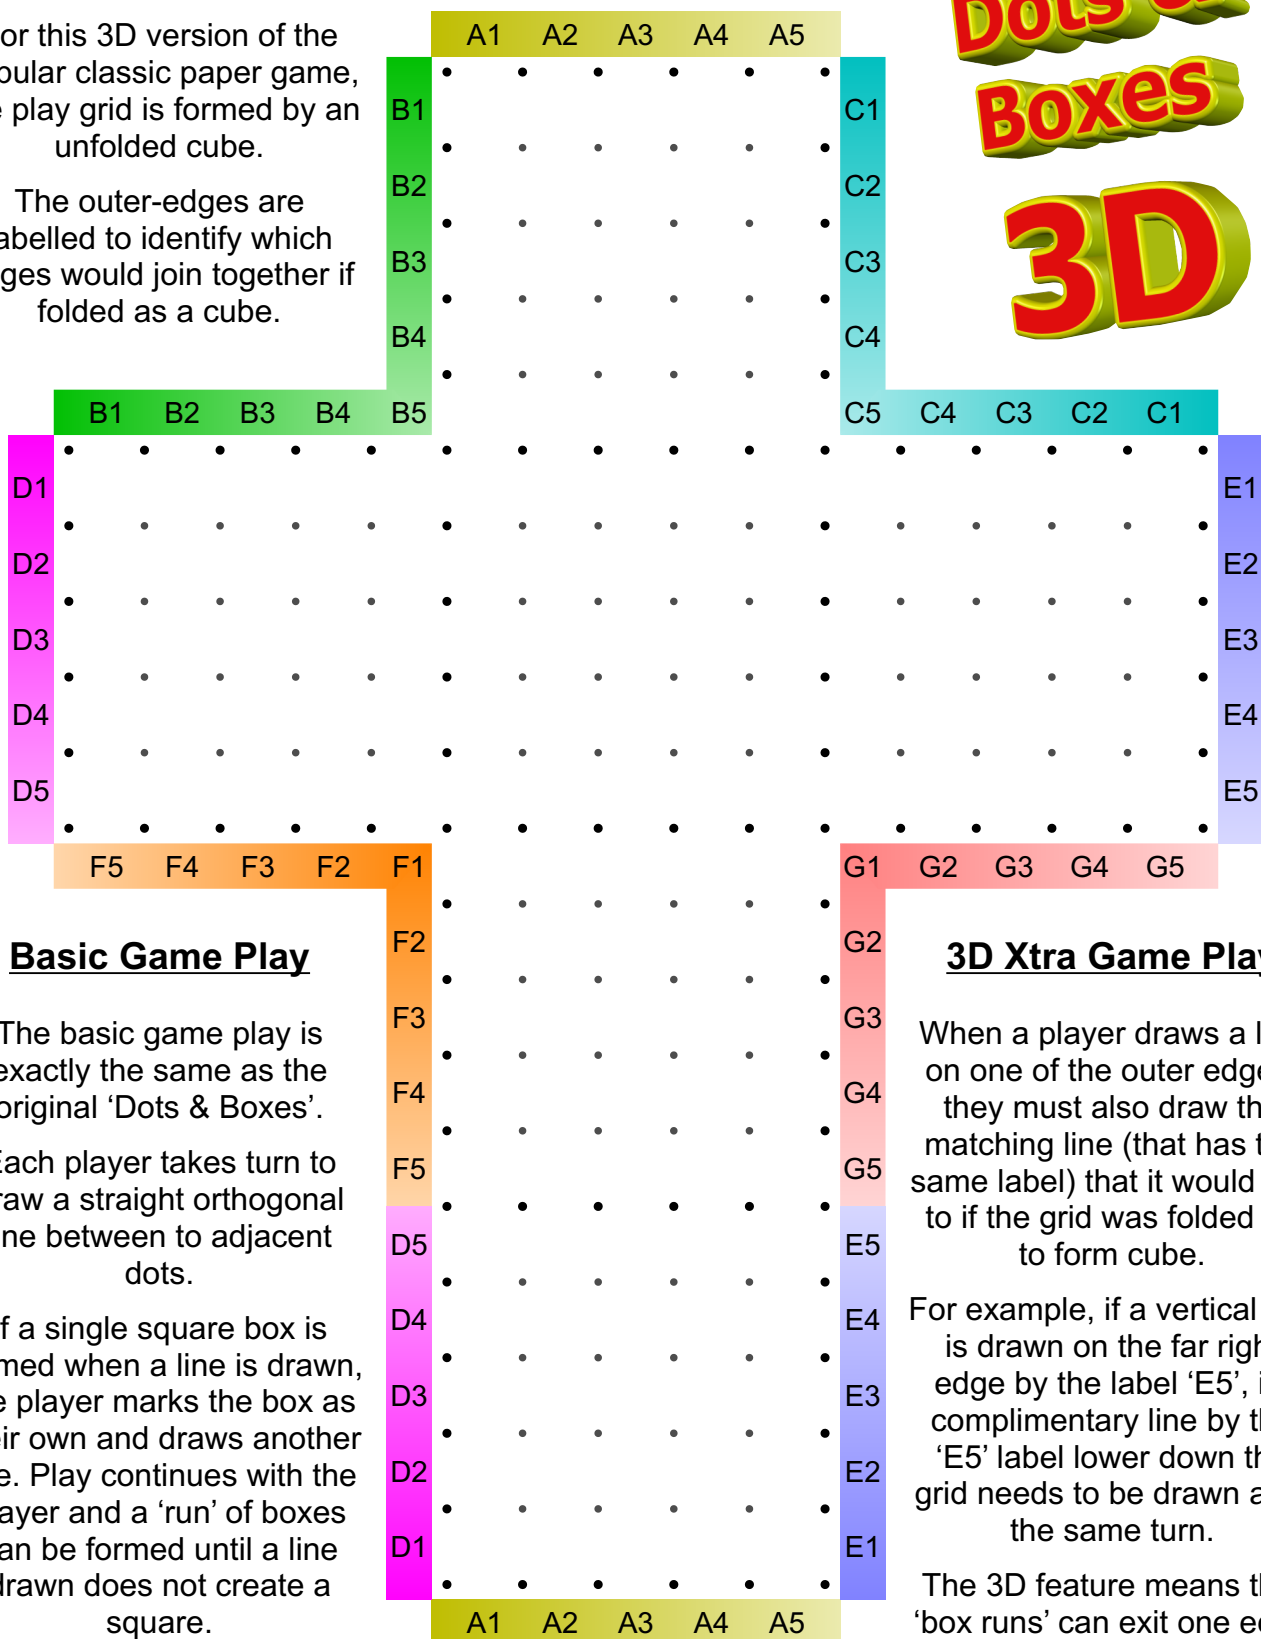 Dots &
Boxes
3D
or this 3D version of the
pular classic paper game,
e play grid is formed by an
unfolded cube.
The outer-edges are
abelled to identify which
ges would join together if
folded as a cube.
A1 A2 A3 A4 A5
B1
B2
B3
B4
C1
C2
C3
C4
B1 B2 B3 B4 B5
C5 C4 C3 C2 C1
D1
D2
D3
D4
D5
E1
E2
E3
E4
E5
F5 F4 F3 F2 F1
G1 G2 G3 G4 G5
F2
F3
F4
F5
D5
D4
D3
D2
D1
G2
G3
G4
G5
E5
E4
E3
E2
E1
A1 A2 A3 A4 A5
Basic Game Play
The basic game play is
exactly the same as the
original ‘Dots & Boxes’.
Each player takes turn to
raw a straight orthogonal
ne between to adjacent
dots.
f a single square box is
med when a line is drawn,
e player marks the box as
eir own and draws another
e. Play continues with the
ayer and a ‘run’ of boxes
an be formed until a line
drawn does not create a
square.
3D Xtra Game Play
When a player draws a l
on one of the outer edge
they must also draw th
matching line (that has t
same label) that it would
to if the grid was folded
to form cube.
For example, if a vertical
is drawn on the far righ
edge by the label ‘E5’, i
complimentary line by th
‘E5’ label lower down th
grid needs to be drawn a
the same turn.
The 3D feature means th
‘box runs’ can exit one ed